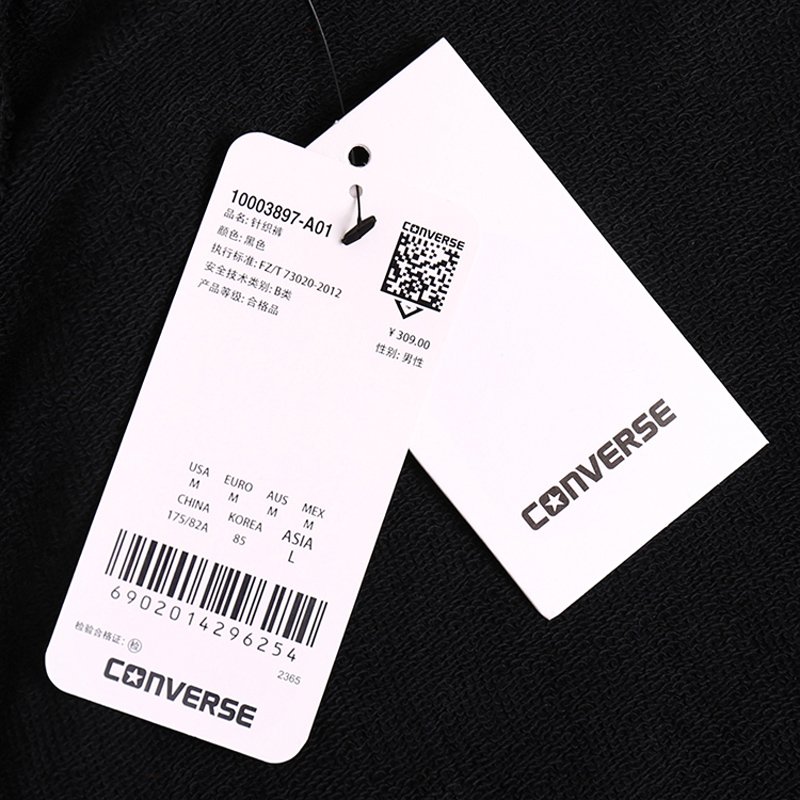 10003897-A01
品名: 针织裤
颜色: 黑色
执行标准: FZ/T 73020-2012
安全技术类别: B类
产品等级: 合格品
CONVERSE
¥ 309.00
性别: 男性
USA EURO AUS MEX
M M M M
CHINA KOREA ASIA
175/82A 85 L
6902014296254
检验合格证: 检
2365
CONVERSE
CONVERSE